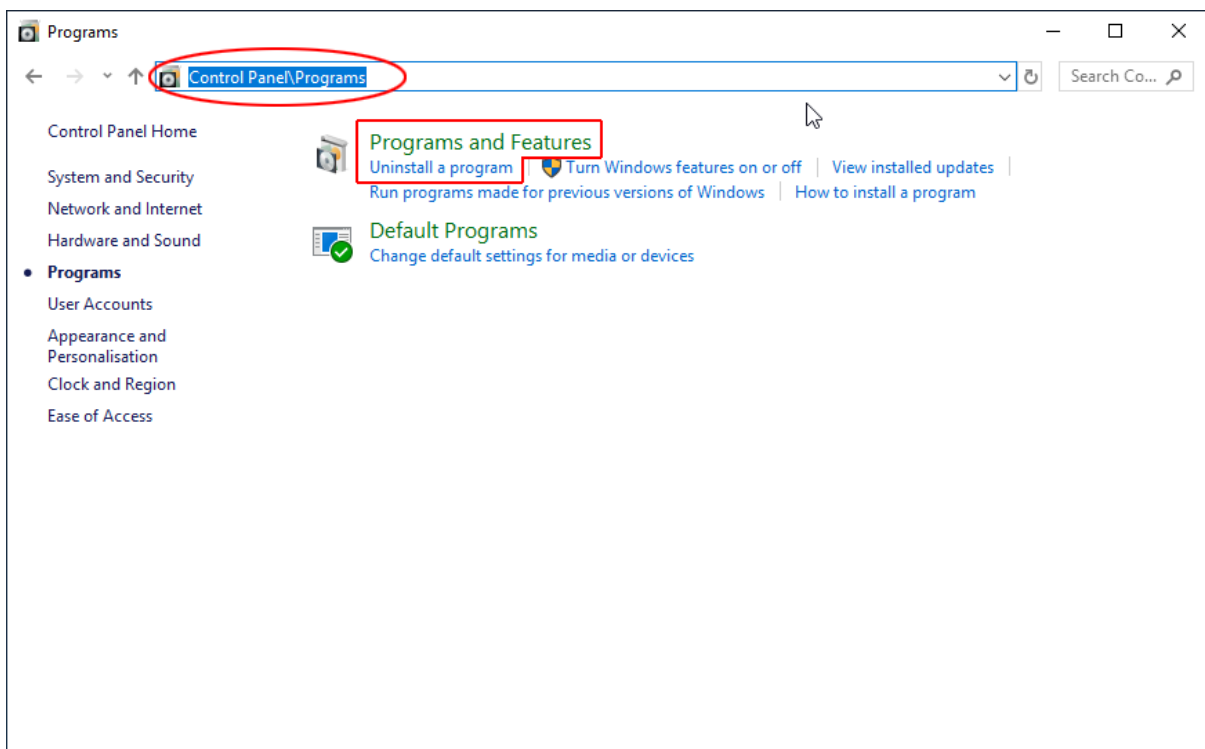 Programs
Control Panel\Programs
Search Co...
Control Panel Home
System and Security
Network and Internet
Hardware and Sound
Programs
User Accounts
Appearance and
Personalisation
Clock and Region
Ease of Access
Programs and Features
Uninstall a program
Turn Windows features on or off
View installed updates
Run programs made for previous versions of Windows
How to install a program
Default Programs
Change default settings for media or devices